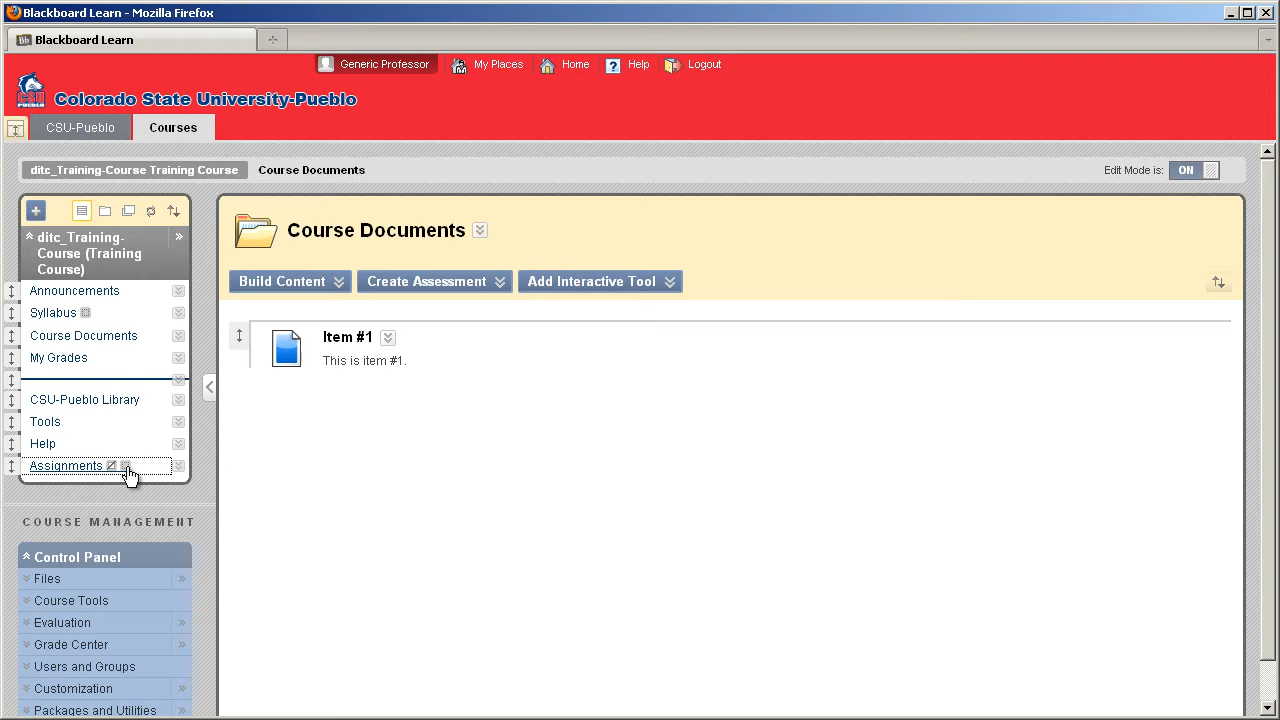 Blackboard Learn - Mozilla Firefox
Bb Blackboard Learn
Generic Professor My Places Home ? Help Logout
CSU PUEBLO Colorado State University-Pueblo
CSU-Pueblo Courses
ditc_Training-Course Training Course Course Documents Edit Mode is: ON
ditc_Training-
Course (Training
Course)
Announcements
Syllabus
Course Documents
My Grades
CSU-Pueblo Library
Tools
Help
Assignments
COURSE MANAGEMENT
Control Panel
Files
Course Tools
Evaluation
Grade Center
Users and Groups
Customization
Packages and Utilities
Course Documents
Build Content Create Assessment Add Interactive Tool
Item #1
This is item #1.